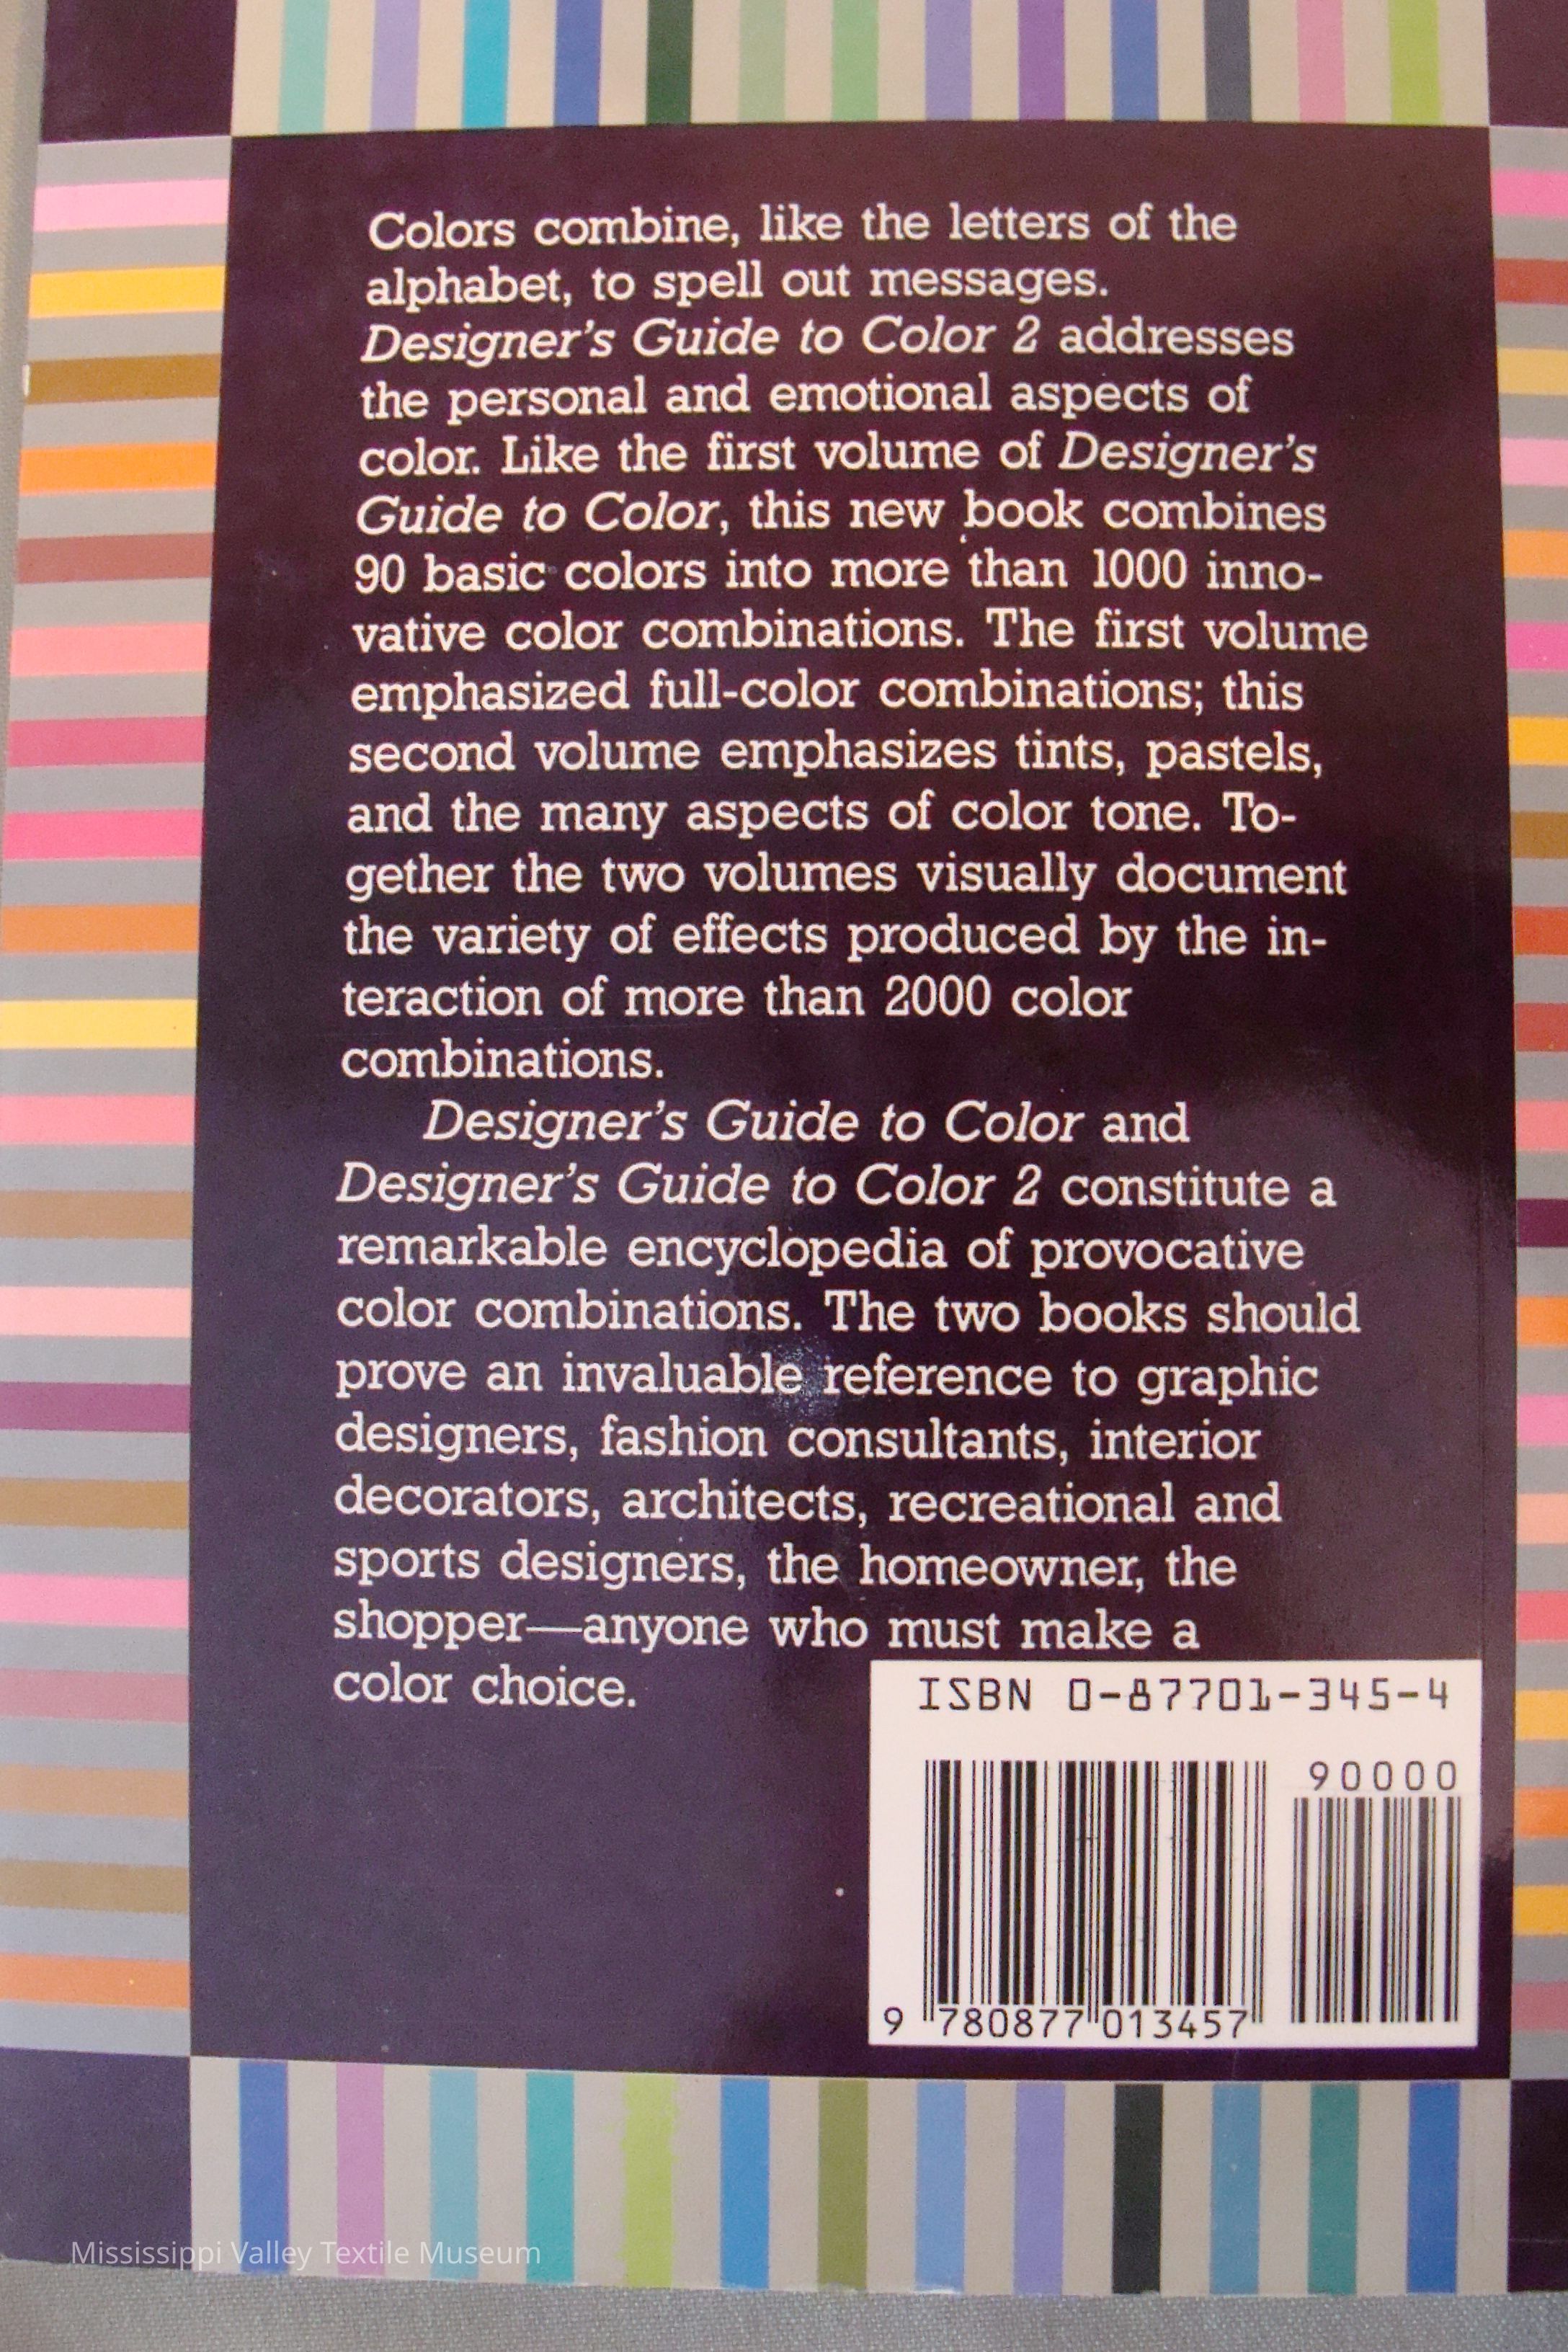 Colors combine, like the letters of the
alphabet, to spell out messages.
Designer's Guide to Color 2 addresses
the personal and emotional aspects of
color. Like the first volume of Designer's
Guide to Color, this new book combines
90 basic colors into more than 1000 inno-
vative color combinations. The first volume
emphasized full-color combinations; this
second volume emphasizes tints, pastels,
and the many aspects of color tone. To-
gether the two volumes visually document
the variety of effects produced by the in-
teraction of more than 2000 color
combinations.
Designer's Guide to Color and
Designer's Guide to Color 2 constitute a
remarkable encyclopedia of provocative
color combinations. The two books should
prove an invaluable reference to graphic
designers, fashion consultants, interior
decorators, architects, recreational and
sports designers, the homeowner, the
shopper—anyone who must make a
color choice.
ISBN 0-87701-345-4
90000
9 780877 013457
Mississippi Valley Textile Museum